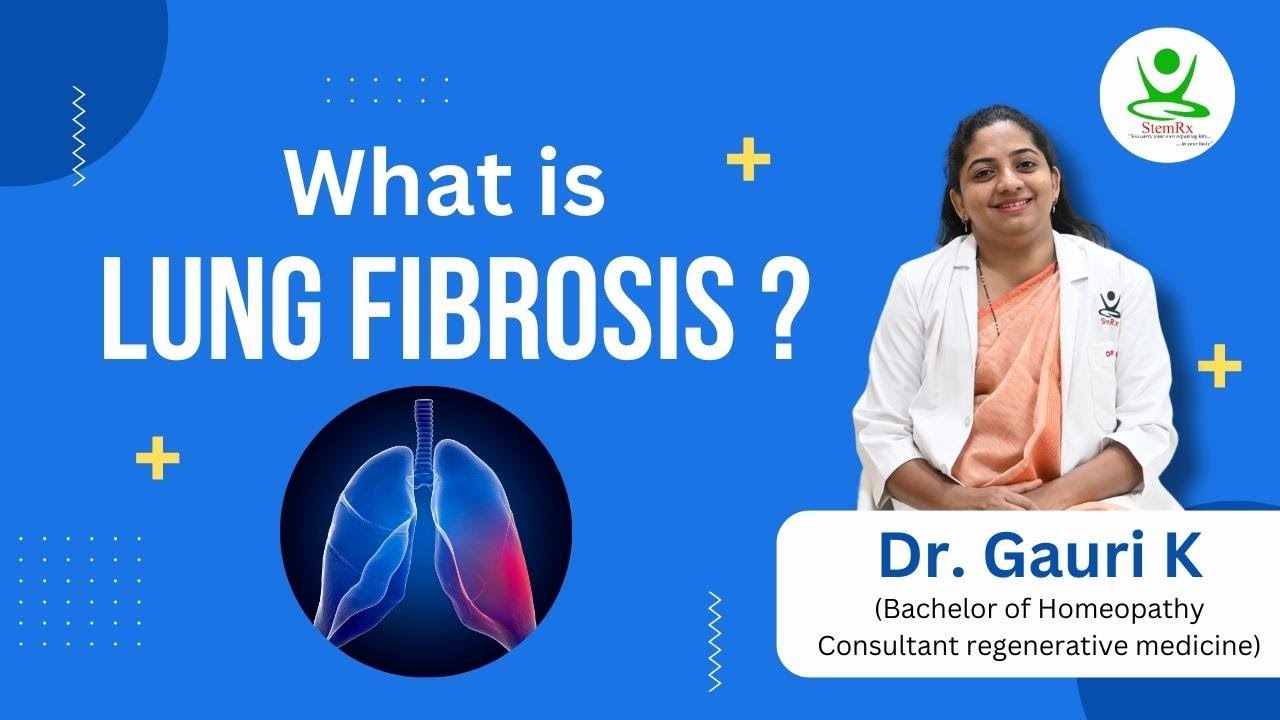 What is
LUNG FIBROSIS ?
StemRx
"You carry your own repairing kits...
... in your body"
StemRx
Dr. Gauri K
(Bachelor of Homeopathy
Consultant regenerative medicine)